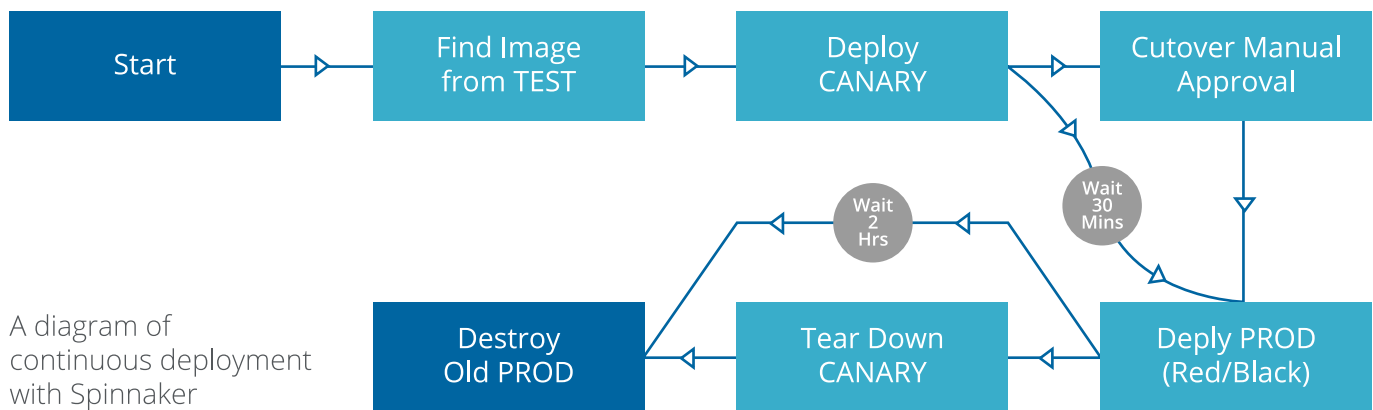 Start
Find Image
from TEST
Deploy
CANARY
Cutover Manual
Approval
Wait
30
Mins
Wait
2
Hrs
Deply PROD
(Red/Black)
Tear Down
CANARY
Destroy
Old PROD
A diagram of
continuous deployment
with Spinnaker